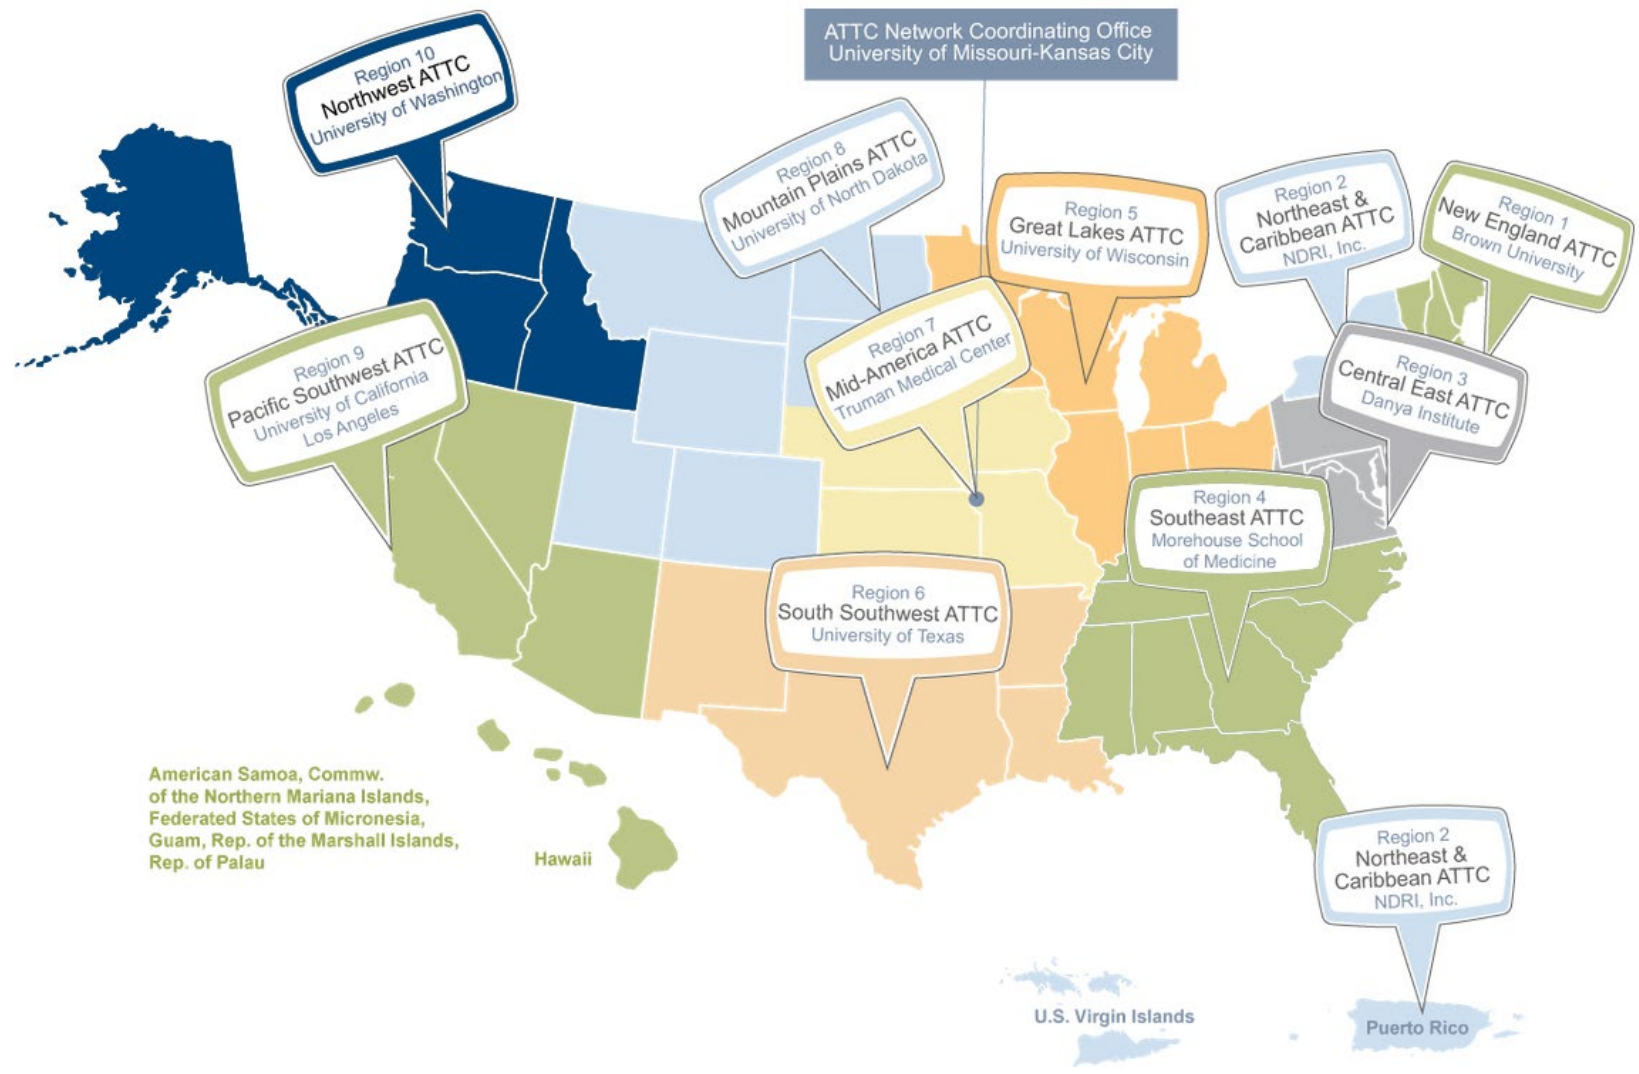 ATTC Network Coordinating Office
University of Missouri-Kansas City
Region 10
Northwest ATTC
University of Washington
Region 8
Mountain Plains ATTC
University of North Dakota
Region 5
Great Lakes ATTC
University of Wisconsin
Region 2
Northeast &
Caribbean ATTC
NDRI, Inc.
Region 1
New England ATTC
Brown University
Region 9
Pacific Southwest ATTC
University of California
Los Angeles
Region 7
Mid-America ATTC
Truman Medical Center
Region 3
Central East ATTC
Danya Institute
Region 4
Southeast ATTC
Morehouse School
of Medicine
Region 6
South Southwest ATTC
University of Texas
American Samoa, Commw.
of the Northern Mariana Islands,
Federated States of Micronesia,
Guam, Rep. of the Marshall Islands,
Rep. of Palau
Hawaii
Region 2
Northeast &
Caribbean ATTC
NDRI, Inc.
U.S. Virgin Islands
Puerto Rico